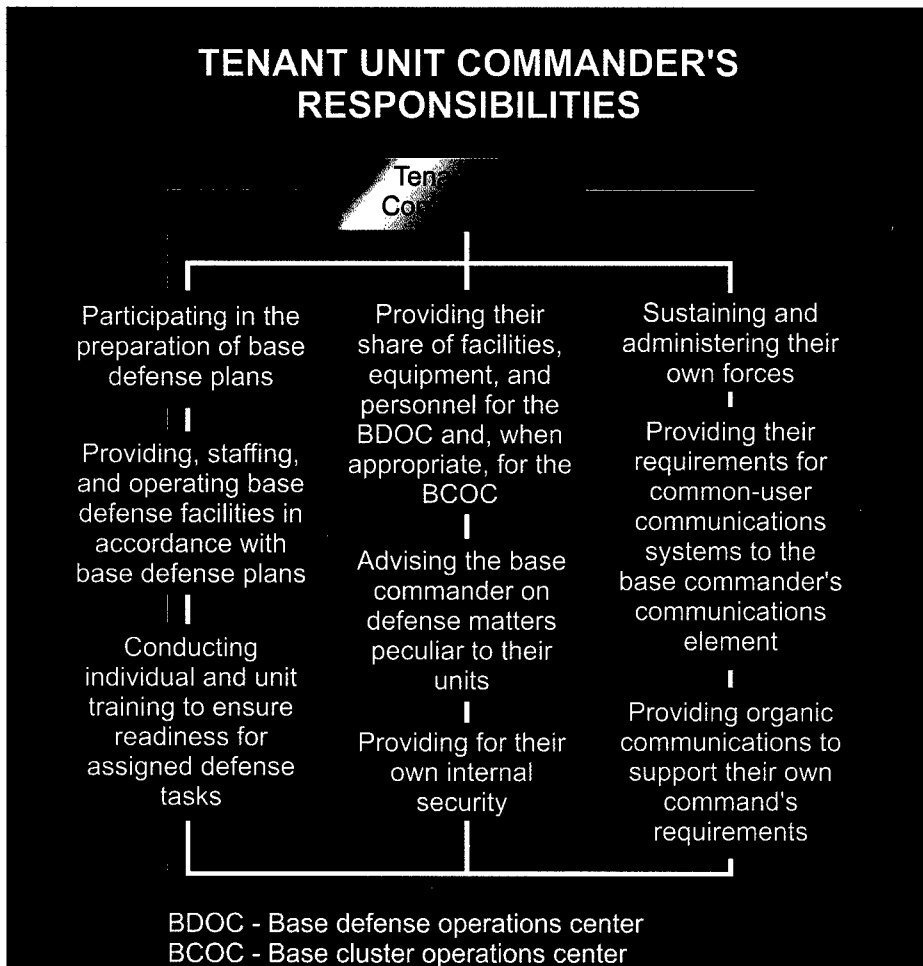 TENANT UNIT COMMANDER'S
RESPONSIBILITIES
Participating in the
preparation of base
defense plans
Providing, staffing,
and operating base
defense facilities in
accordance with
base defense plans
Conducting
individual and unit
training to ensure
readiness for
assigned defense
tasks
Providing their
share of facilities,
equipment, and
personnel for the
BDOC and, when
appropriate, for the
BCOC
Advising the base
commander on
defense matters
peculiar to their
units
Providing for their
own internal
security
Sustaining and
administering their
own forces
Providing their
requirements for
common-user
communications
systems to the
base commander's
communications
element
Providing organic
communications to
support their own
command's
requirements
BDOC - Base defense operations center
BCOC - Base cluster operations center